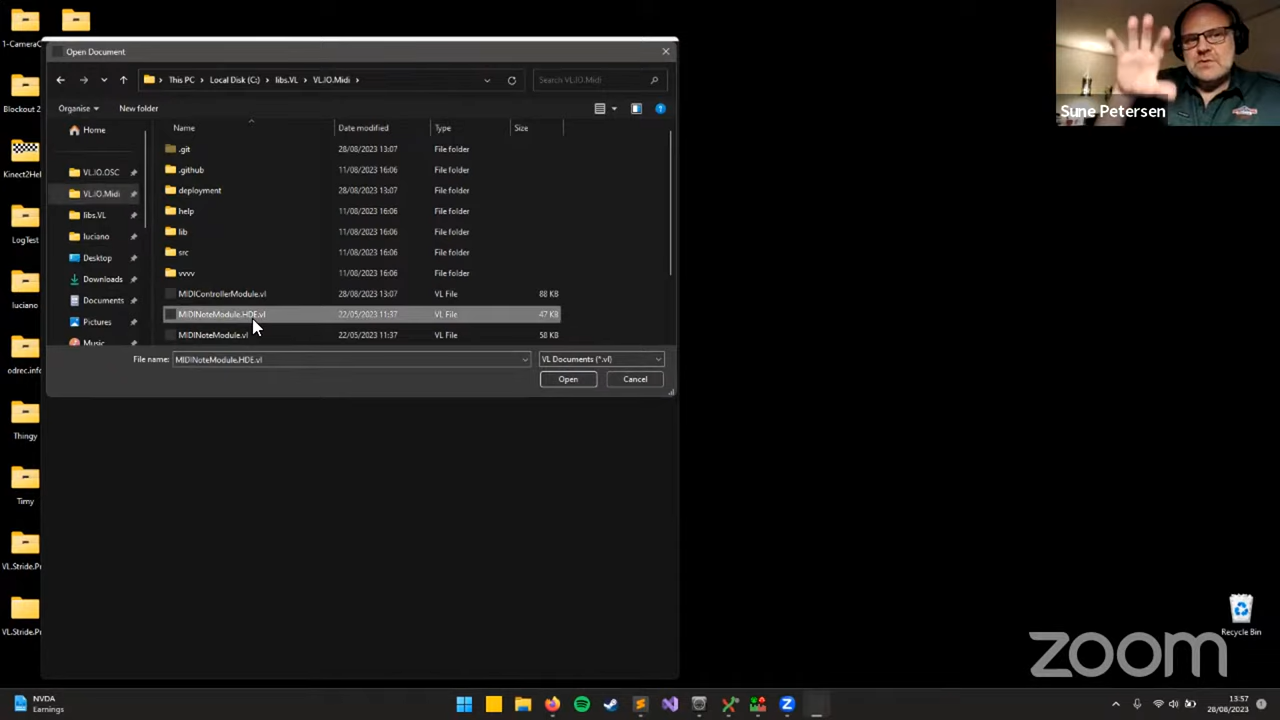 1-CameraC
Blockout 2
Kinect2Hel
LogTest
luciano
odrec.info
Thingy
Timy
VL.Stride.Pr
VL.Stride.Pr
Open Document
This PC > Local Disk (C:) > libs.VL > VL.IO.Midi >
Search VL.IO.Midi
Organise
New folder
Home
VL.IO.OSC
VL.IO.Midi
libs.VL
luciano
Desktop
Downloads
Documents
Pictures
Music
Name Date modified Type Size
.git 28/08/2023 13:07 File folder
.github 11/08/2023 16:06 File folder
deployment 28/08/2023 13:07 File folder
help 11/08/2023 16:06 File folder
lib 11/08/2023 16:06 File folder
src 11/08/2023 16:06 File folder
vvvv 11/08/2023 16:06 File folder
MIDIControllerModule.vl 28/08/2023 13:07 VL File 88 KB
MIDINoteModule.HDE.vl 22/05/2023 11:37 VL File 47 KB
MIDINoteModule.vl 22/05/2023 11:37 VL File 58 KB
File name: MIDINoteModule.HDE.vl
VL Documents (*.vl)
Open
Cancel
Sune Petersen
Recycle Bin
zoom
NVDA
Earnings
13:57
28/08/2023